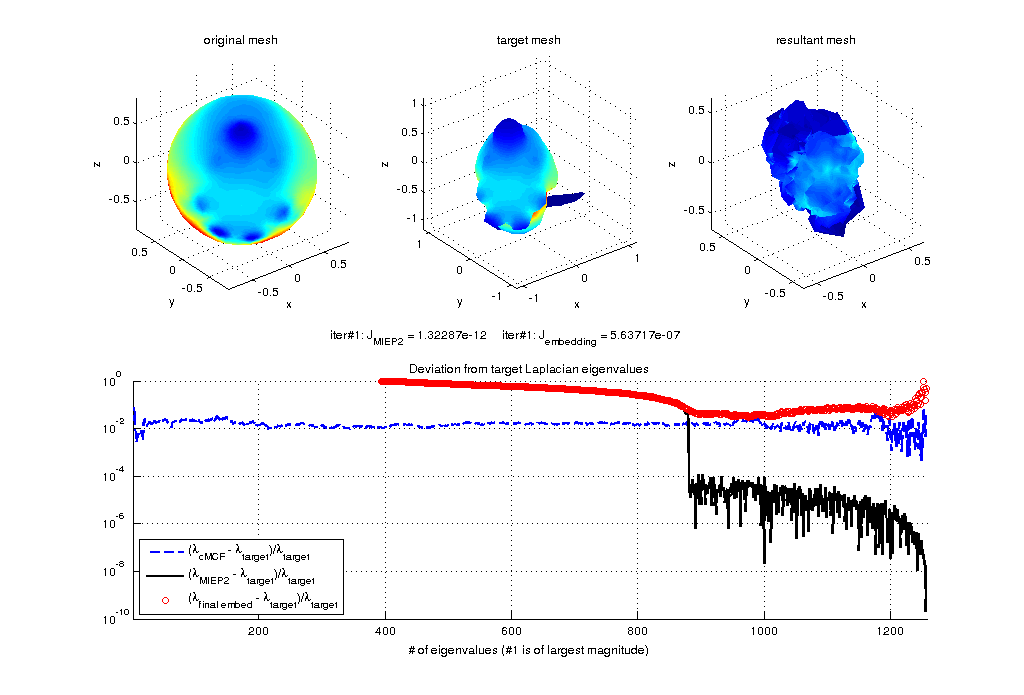 original mesh
target mesh
resultant mesh
0.5
0
-0.5
z
0.5
0
-0.5
y
-0.5
0
0.5
x
1
0.5
0
-0.5
-1
z
1
0
-1
y
-1
0
1
x
0.5
0
-0.5
z
0.5
0
-0.5
y
-0.5
0
0.5
x
iter#1: J_MIEP2 = 1.32287e-12 iter#1: J_embedding = 5.63717e-07
Deviation from target Laplacian eigenvalues
10^0
10^-2
10^-4
10^-6
10^-8
10^-10
(λ_cMCF - λ_target)/λ_target
(λ_MIEP2 - λ_target)/λ_target
(λ_final embed - λ_target)/λ_target
200
400
600
800
1000
1200
# of eigenvalues (#1 is of largest magnitude)